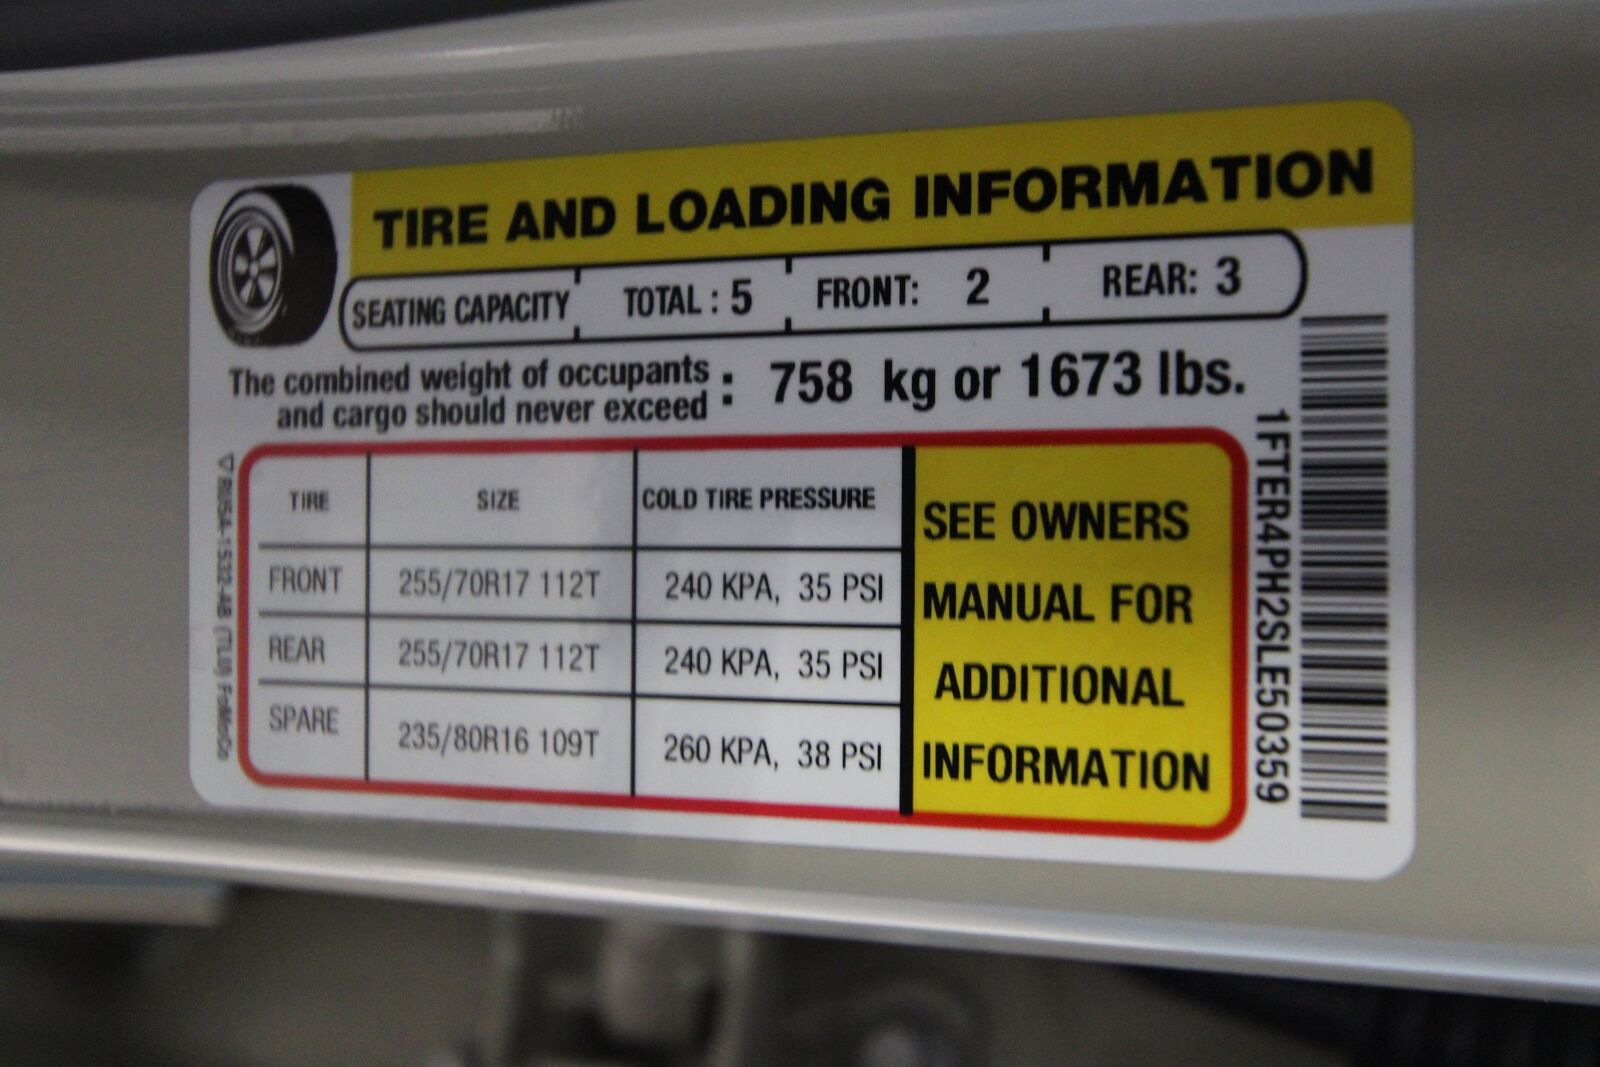 TIRE AND LOADING INFORMATION
SEATING CAPACITY TOTAL : 5 FRONT: 2 REAR: 3
The combined weight of occupants
and cargo should never exceed : 758 kg or 1673 lbs.
TIRE SIZE COLD TIRE PRESSURE
FRONT 255/70R17 112T 240 KPA, 35 PSI
REAR 255/70R17 112T 240 KPA, 35 PSI
SPARE 235/80R16 109T 260 KPA, 38 PSI
SEE OWNERS
MANUAL FOR
ADDITIONAL
INFORMATION
1FTER4PH2SLE50359